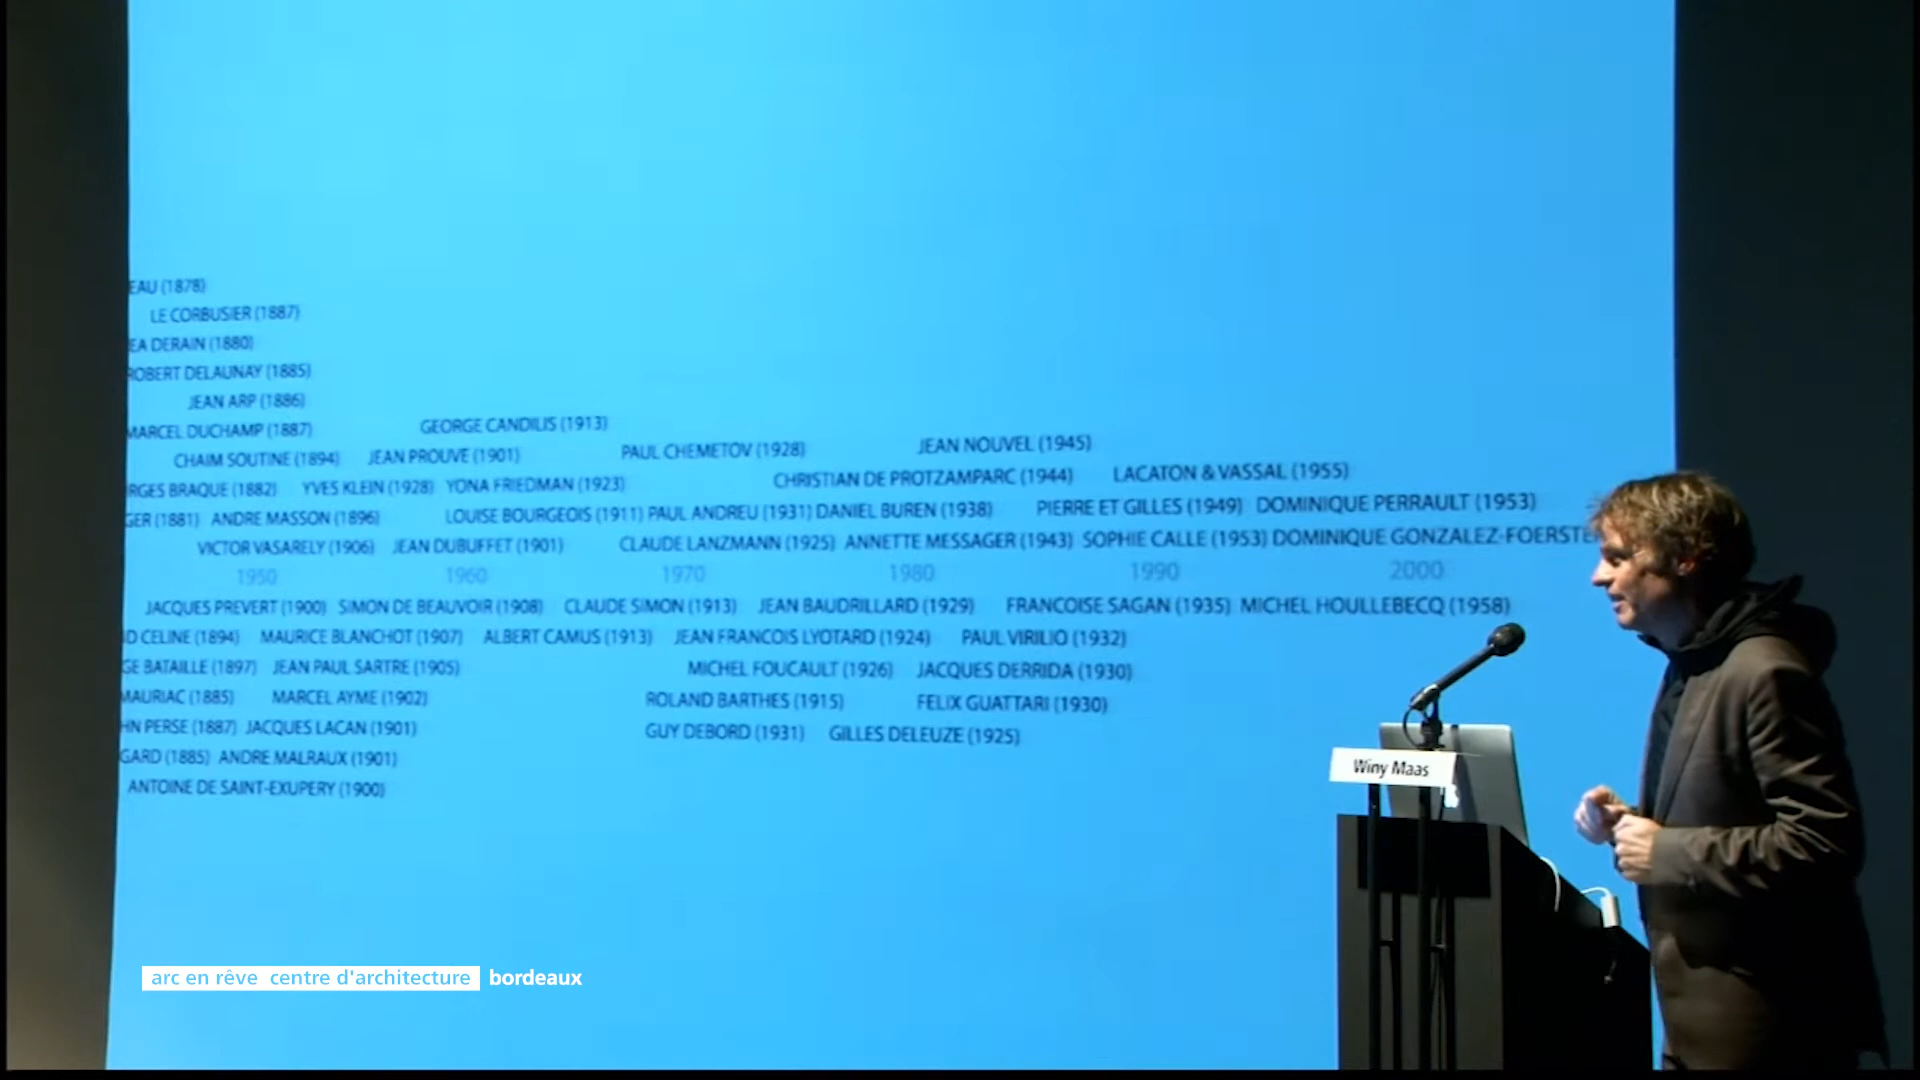 EAU (1878)
LE CORBUSIER (1887)
EA DERAIN (1880)
ROBERT DELAUNAY (1885)
JEAN ARP (1886)
MARCEL DUCHAMP (1887) GEORGE CANDILIS (1913)
CHAIM SOUTINE (1894) JEAN PROUVE (1901) PAUL CHEMETOV (1928) JEAN NOUVEL (1945)
RGES BRAQUE (1882) YVES KLEIN (1928) YONA FRIEDMAN (1923) CHRISTIAN DE PROTZAMPARC (1944) LACATON & VASSAL (1955)
GER (1881) ANDRE MASSON (1896) LOUISE BOURGEOIS (1911) PAUL ANDREU (1931) DANIEL BUREN (1938) PIERRE ET GILLES (1949) DOMINIQUE PERRAULT (1953)
VICTOR VASARELY (1906) JEAN DUBUFFET (1901) CLAUDE LANZMANN (1925) ANNETTE MESSAGER (1943) SOPHIE CALLE (1953) DOMINIQUE GONZALEZ-FOERSTE
1950 1960 1970 1980 1990 2000
JACQUES PREVERT (1900) SIMON DE BEAUVOIR (1908) CLAUDE SIMON (1913) JEAN BAUDRILLARD (1929) FRANCOISE SAGAN (1935) MICHEL HOULLEBECQ (1958)
D CELINE (1894) MAURICE BLANCHOT (1907) ALBERT CAMUS (1913) JEAN FRANCOIS LYOTARD (1924) PAUL VIRILIO (1932)
GE BATAILLE (1897) JEAN PAUL SARTRE (1905) MICHEL FOUCAULT (1926) JACQUES DERRIDA (1930)
MAURIAC (1885) MARCEL AYME (1902) ROLAND BARTHES (1915) FELIX GUATTARI (1930)
HN PERSE (1887) JACQUES LACAN (1901) GUY DEBORD (1931) GILLES DELEUZE (1925)
GARD (1885) ANDRE MALRAUX (1901)
ANTOINE DE SAINT-EXUPERY (1900)
Winy Maas
arc en rêve centre d'architecture bordeaux